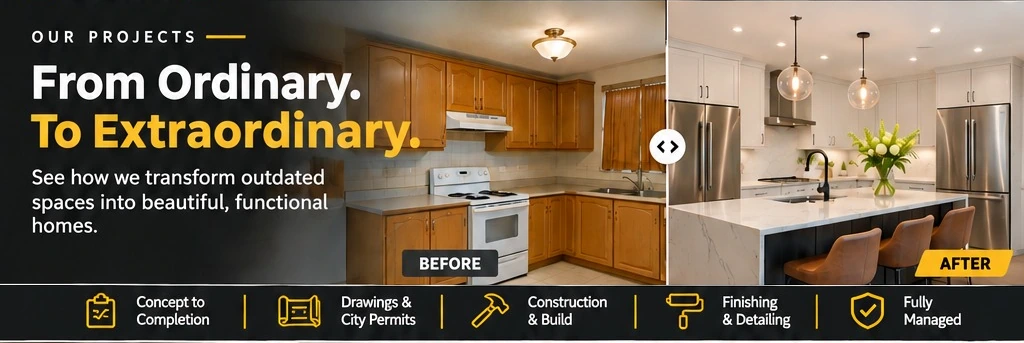 OUR PROJECTS
From Ordinary.
To Extraordinary.
See how we transform outdated
spaces into beautiful, functional
homes.
BEFORE
AFTER
Concept to
Completion
Drawings &
City Permits
Construction
& Build
Finishing
& Detailing
Fully
Managed